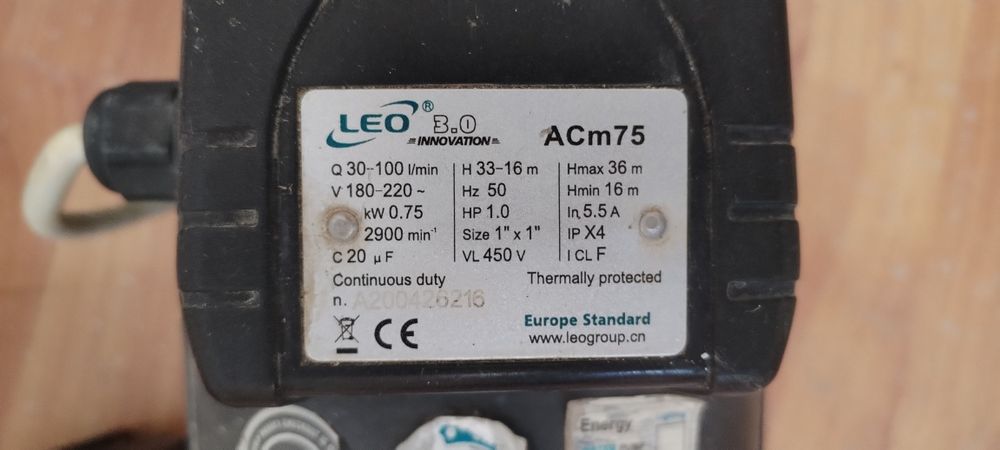 LEO® 3.0
INNOVATION
ACm75
Q 30-100 l/min H 33-16 m Hmax 36 m
V 180-220 ~ Hz 50 Hmin 16 m
kW 0.75 HP 1.0 In 5.5 A
2900 min⁻¹ Size 1" x 1" IP X4
C 20 µF VL 450 V I CL F
Continuous duty Thermally protected
n. A200426216
CE Europe Standard
www.leogroup.cn
Energy